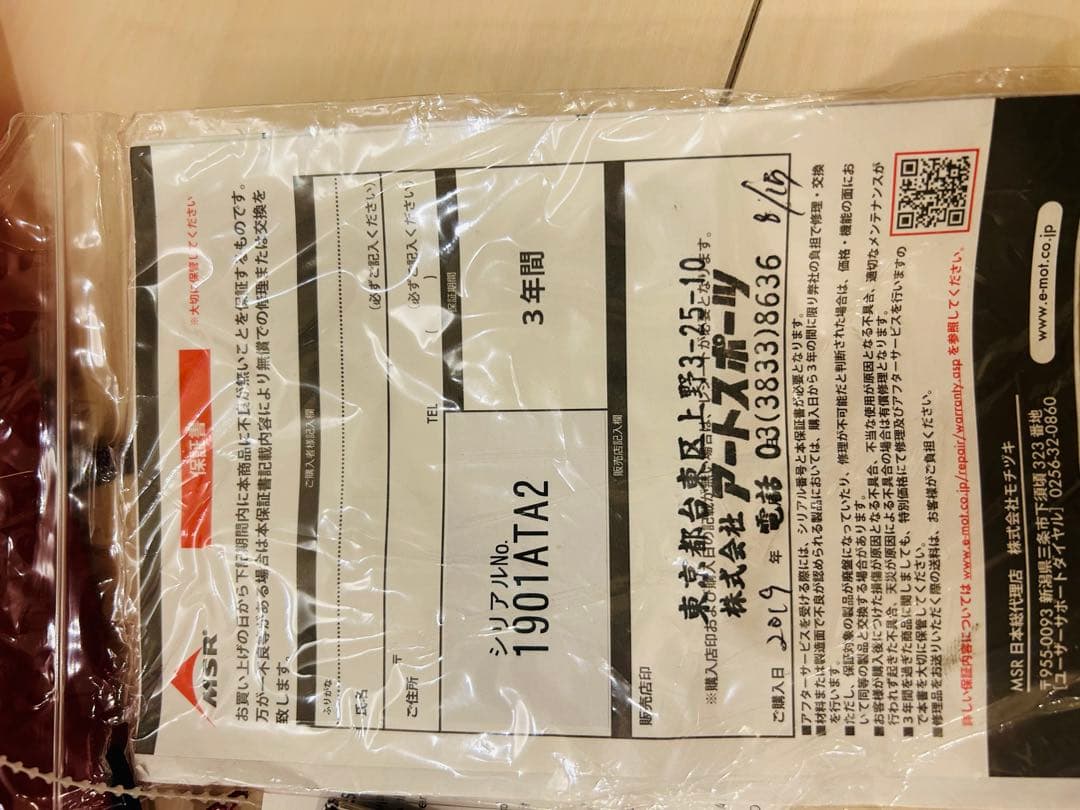 MSR®
保証書
※大切に保管してください
お買い上げの日から下記期間内に本商品に不良が無いことを保証するものです。
万が一不良等がある場合は本保証書記載内容により無償での修理または交換を
致します。
ご購入者様記入欄
ふりがな
氏名
(必ずご記入ください)
ご住所
〒
TEL ( )
(必ずご記入ください)
シリアルNo.
1901ATA2
保証期間
3年間
販売店記入欄
販売店印
東京都台東区上野3-25-10
株式会社 アートスポーツ
電話 03(3833)8636
ご購入日 2019 年 8/15
■アフターサービスを受ける際には、シリアル番号と本保証書が必要となります。
■材料または製造面で不良が認められる製品においては、購入日から3年の間に限り弊社の負担で修理・交換
を行います。
■ただし、保証対象の製品が廃盤になっていたり、修理が不可能だと判断された場合は、価格・機能の面にお
いて同等の製品と交換する場合があります。
■お客様が購入後につけた損傷が原因となる不具合、不当な使用が原因となる不具合、適切なメンテナンスが
行われず起きた不具合、天災が原因による不具合の場合は有償修理となります。
■3年間を過ぎた商品に関しましても、特別価格にて修理及びアフターサービスを行いますの
で本書を大切に保管してください。
■修理品をお送りいただく際の送料は、お客様がご負担ください。
詳しい保証内容については www.e-mot.co.jp/repair/warranty.asp を参照してください。
MSR 日本総代理店 株式会社モチヅキ
〒955-0093 新潟県三条市下須頃 323 番地
[ユーザーサポートダイヤル] 0256-32-0860
www.e-mot.co.jp